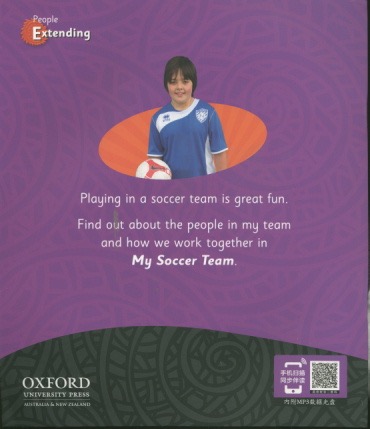 People
Extending
Playing in a soccer team is great fun.
Find out about the people in my team
and how we work together in
My Soccer Team.
OXFORD
UNIVERSITY PRESS
AUSTRALIA & NEW ZEALAND
手机扫描
同步伴读
内附MP3录音光盘